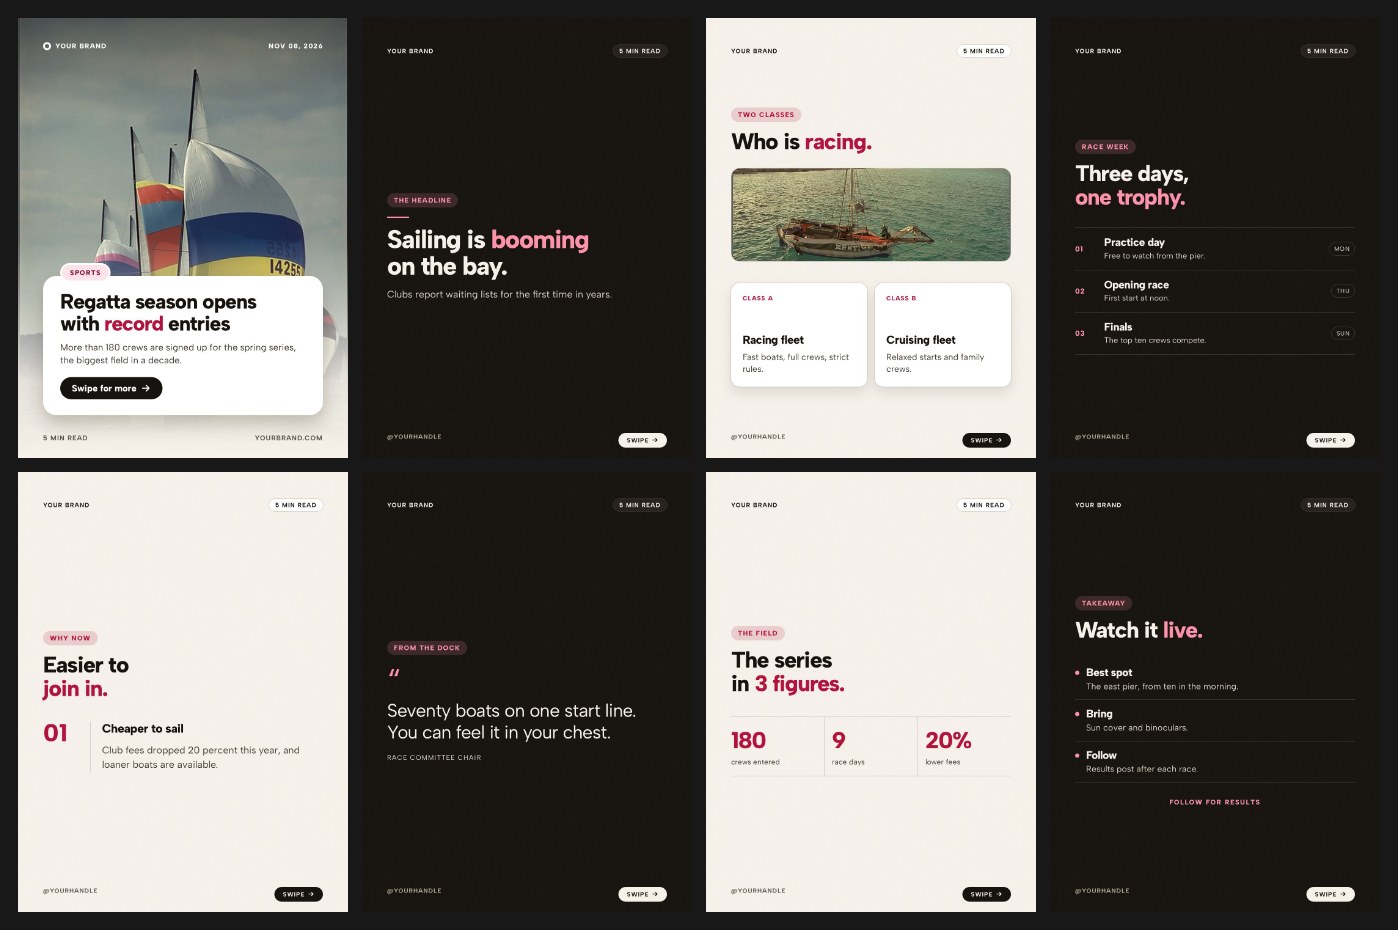 YOUR BRAND
NOV 08, 2026
14255
SPORTS
Regatta season opens
with record entries
More than 180 crews are signed up for the spring series,
the biggest field in a decade.
Swipe for more →
5 MIN READ
YOURBRAND.COM
YOUR BRAND
5 MIN READ
THE HEADLINE
Sailing is booming
on the bay.
Clubs report waiting lists for the first time in years.
@YOURHANDLE
SWIPE →
YOUR BRAND
5 MIN READ
TWO CLASSES
Who is racing.
CLASS A
Racing fleet
Fast boats, full crews, strict
rules.
CLASS B
Cruising fleet
Relaxed starts and family
crews.
@YOURHANDLE
SWIPE →
YOUR BRAND
5 MIN READ
RACE WEEK
Three days,
one trophy.
01
Practice day
Free to watch from the pier.
MON
02
Opening race
First start at noon.
THU
03
Finals
The top ten crews compete.
SUN
@YOURHANDLE
SWIPE →
YOUR BRAND
5 MIN READ
WHY NOW
Easier to
join in.
01
Cheaper to sail
Club fees dropped 20 percent this year, and
loaner boats are available.
@YOURHANDLE
SWIPE →
YOUR BRAND
5 MIN READ
FROM THE DOCK
“
Seventy boats on one start line.
You can feel it in your chest.
RACE COMMITTEE CHAIR
@YOURHANDLE
SWIPE →
YOUR BRAND
5 MIN READ
THE FIELD
The series
in 3 figures.
180
crews entered
9
race days
20%
lower fees
@YOURHANDLE
SWIPE →
YOUR BRAND
5 MIN READ
TAKEAWAY
Watch it live.
Best spot
The east pier, from ten in the morning.
Bring
Sun cover and binoculars.
Follow
Results post after each race.
FOLLOW FOR RESULTS
@YOURHANDLE
SWIPE →